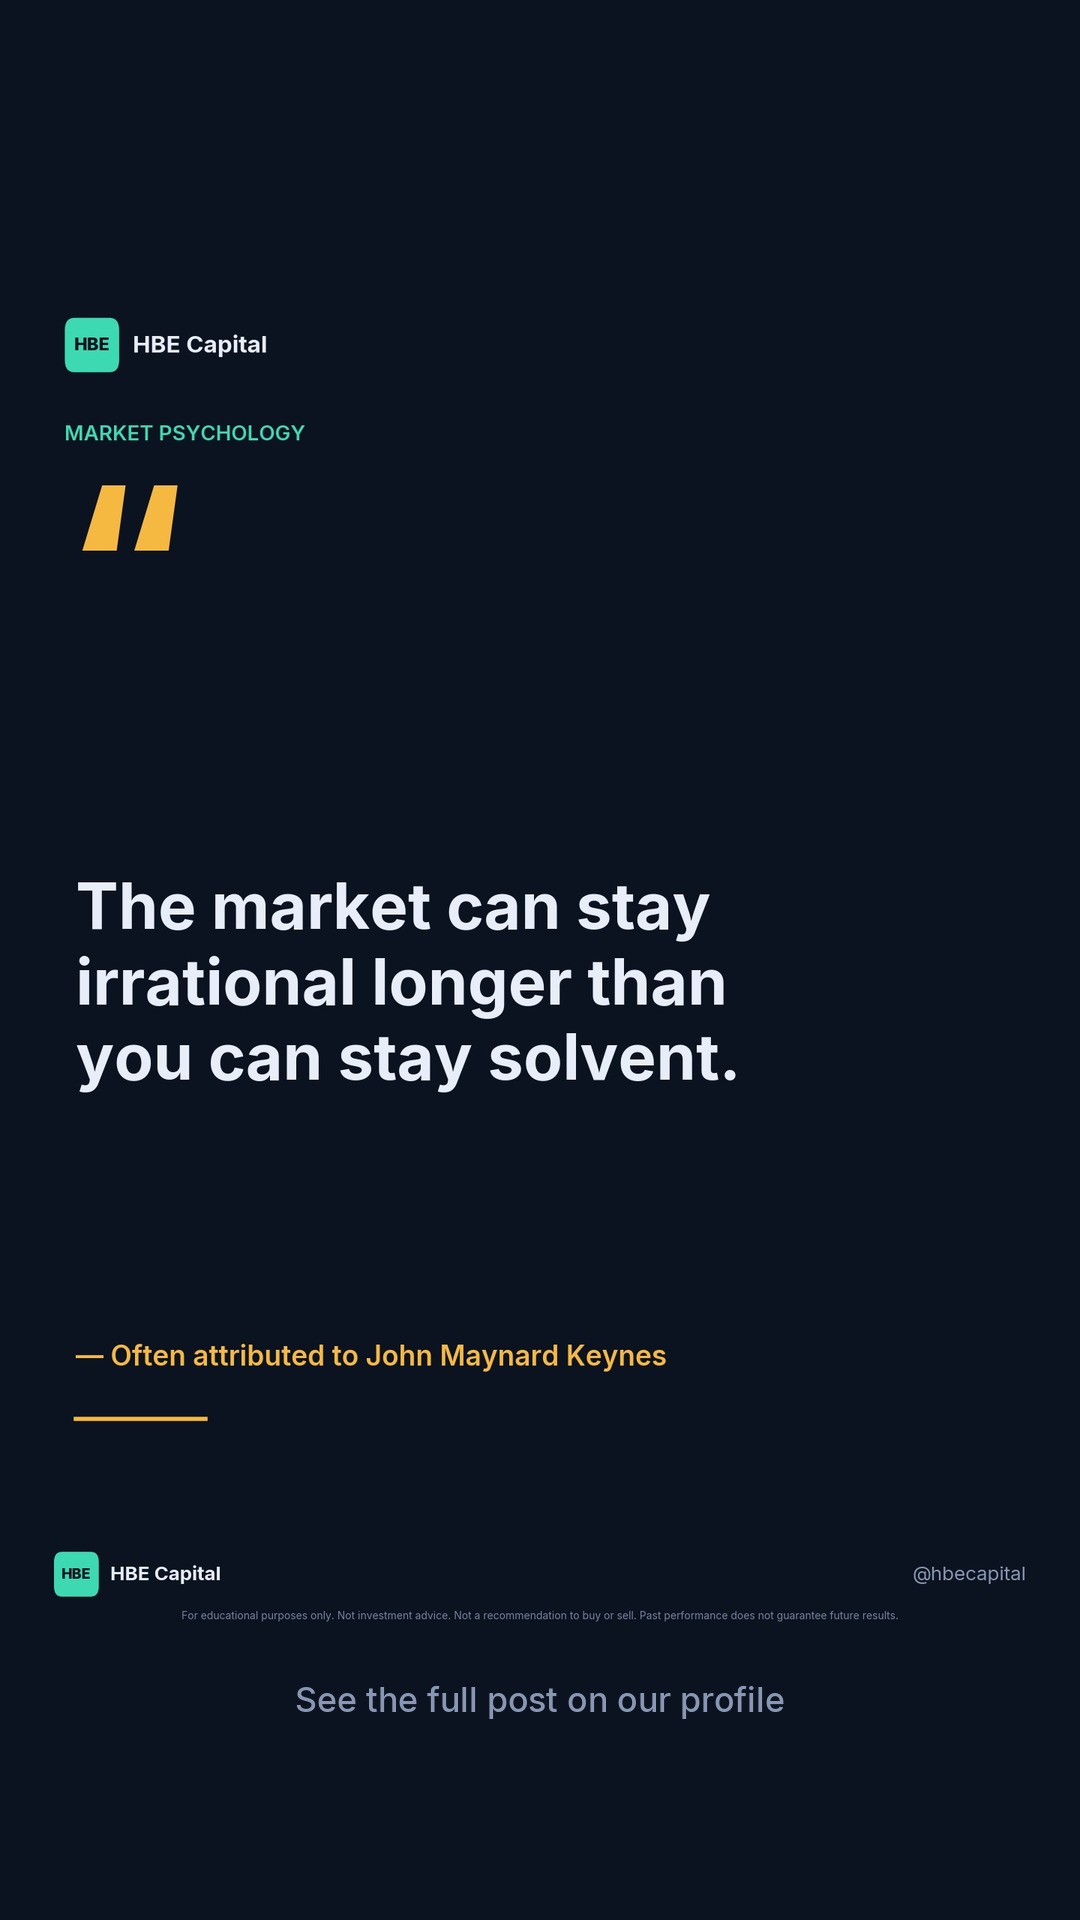 HBE HBE Capital
MARKET PSYCHOLOGY
"
The market can stay
irrational longer than
you can stay solvent.
— Often attributed to John Maynard Keynes
HBE HBE Capital @hbecapital
For educational purposes only. Not investment advice. Not a recommendation to buy or sell. Past performance does not guarantee future results.
See the full post on our profile